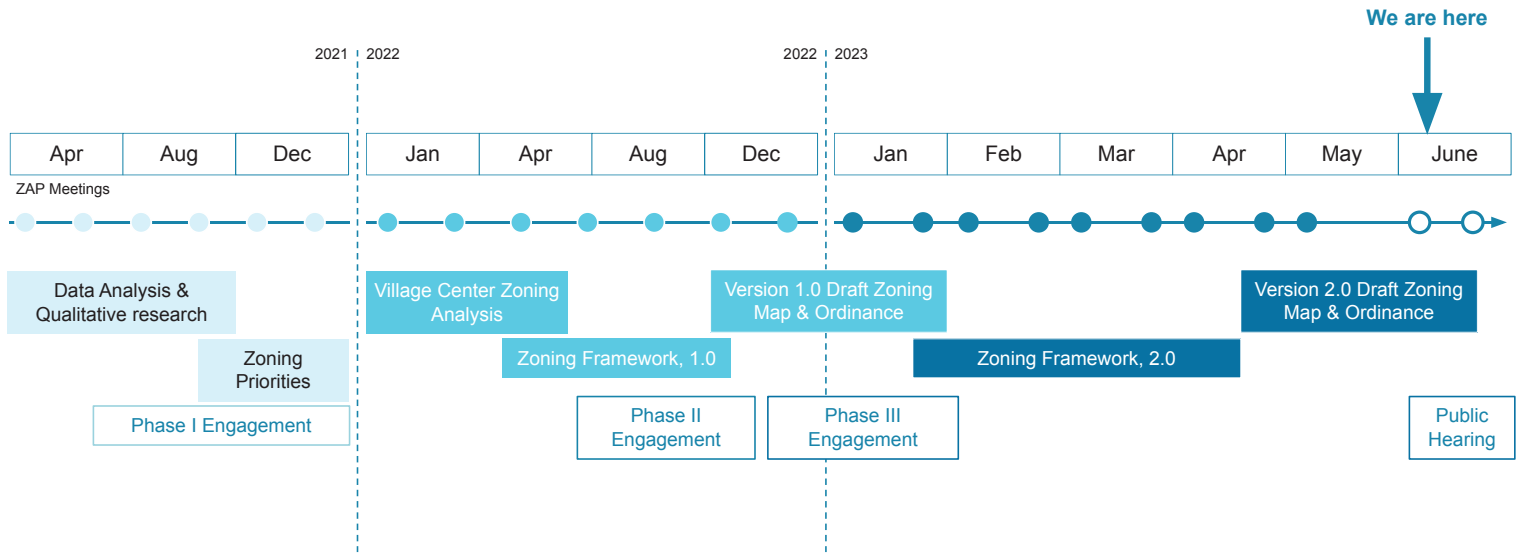 We are here
2021
2022
2022
2023
Apr
Aug
Dec
Jan
Apr
Aug
Dec
Jan
Feb
Mar
Apr
May
June
ZAP Meetings
Data Analysis &
Qualitative research
Village Center Zoning
Analysis
Version 1.0 Draft Zoning
Map & Ordinance
Version 2.0 Draft Zoning
Map & Ordinance
Zoning
Priorities
Zoning Framework, 1.0
Zoning Framework, 2.0
Phase I Engagement
Phase II
Engagement
Phase III
Engagement
Public
Hearing